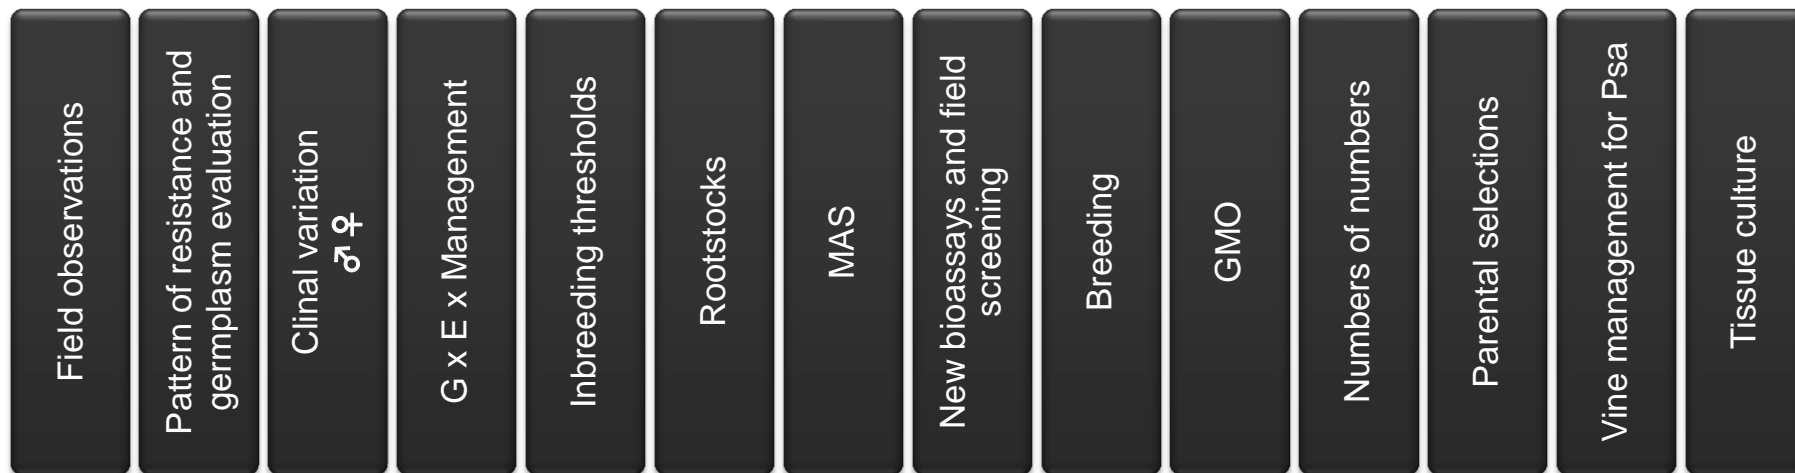 Field observations
Pattern of resistance and
germplasm evaluation
Clinal variation
♂♀
G x E x Management
Inbreeding thresholds
Rootstocks
MAS
New bioassays and field
screening
Breeding
GMO
Numbers of numbers
Parental selections
Vine management for Psa
Tissue culture